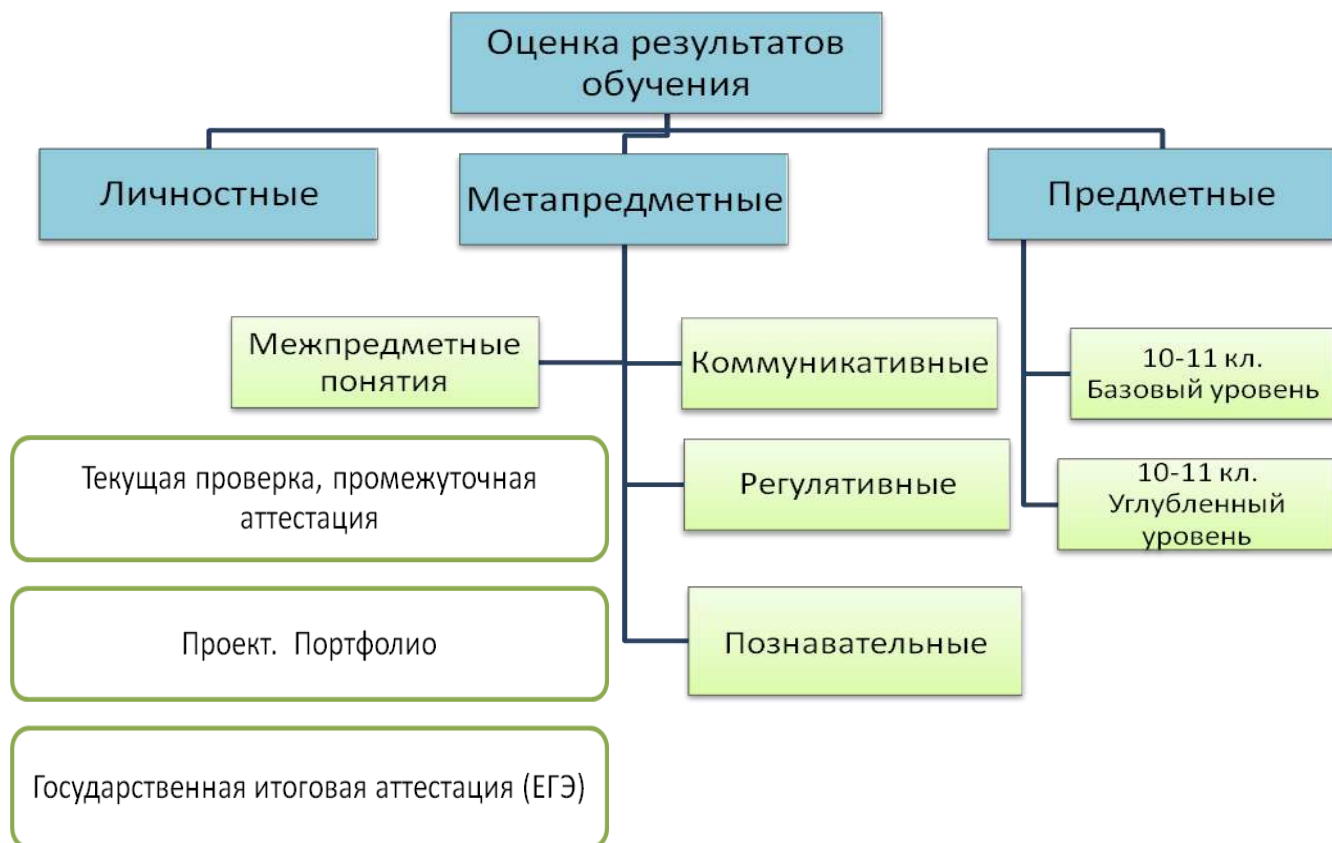 Оценка результатов
обучения
Личностные
Метапредметные
Предметные
Межпредметные
понятия
Коммуникативные
10-11 кл.
Базовый уровень
Текущая проверка, промежуточная
аттестация
Регулятивные
10-11 кл.
Углубленный
уровень
Проект. Портфолио
Познавательные
Государственная итоговая аттестация (ЕГЭ)